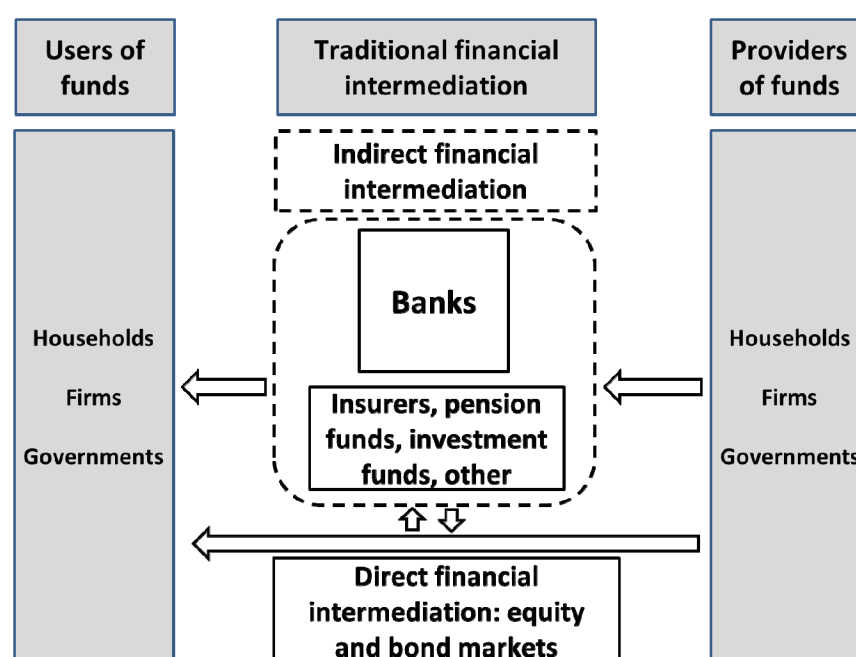 Users of
funds
Traditional financial
intermediation
Providers
of funds
Indirect financial
intermediation
Banks
Insurers, pension
funds, investment
funds, other
Households
Firms
Governments
Households
Firms
Governments
Direct financial
intermediation: equity
and bond markets